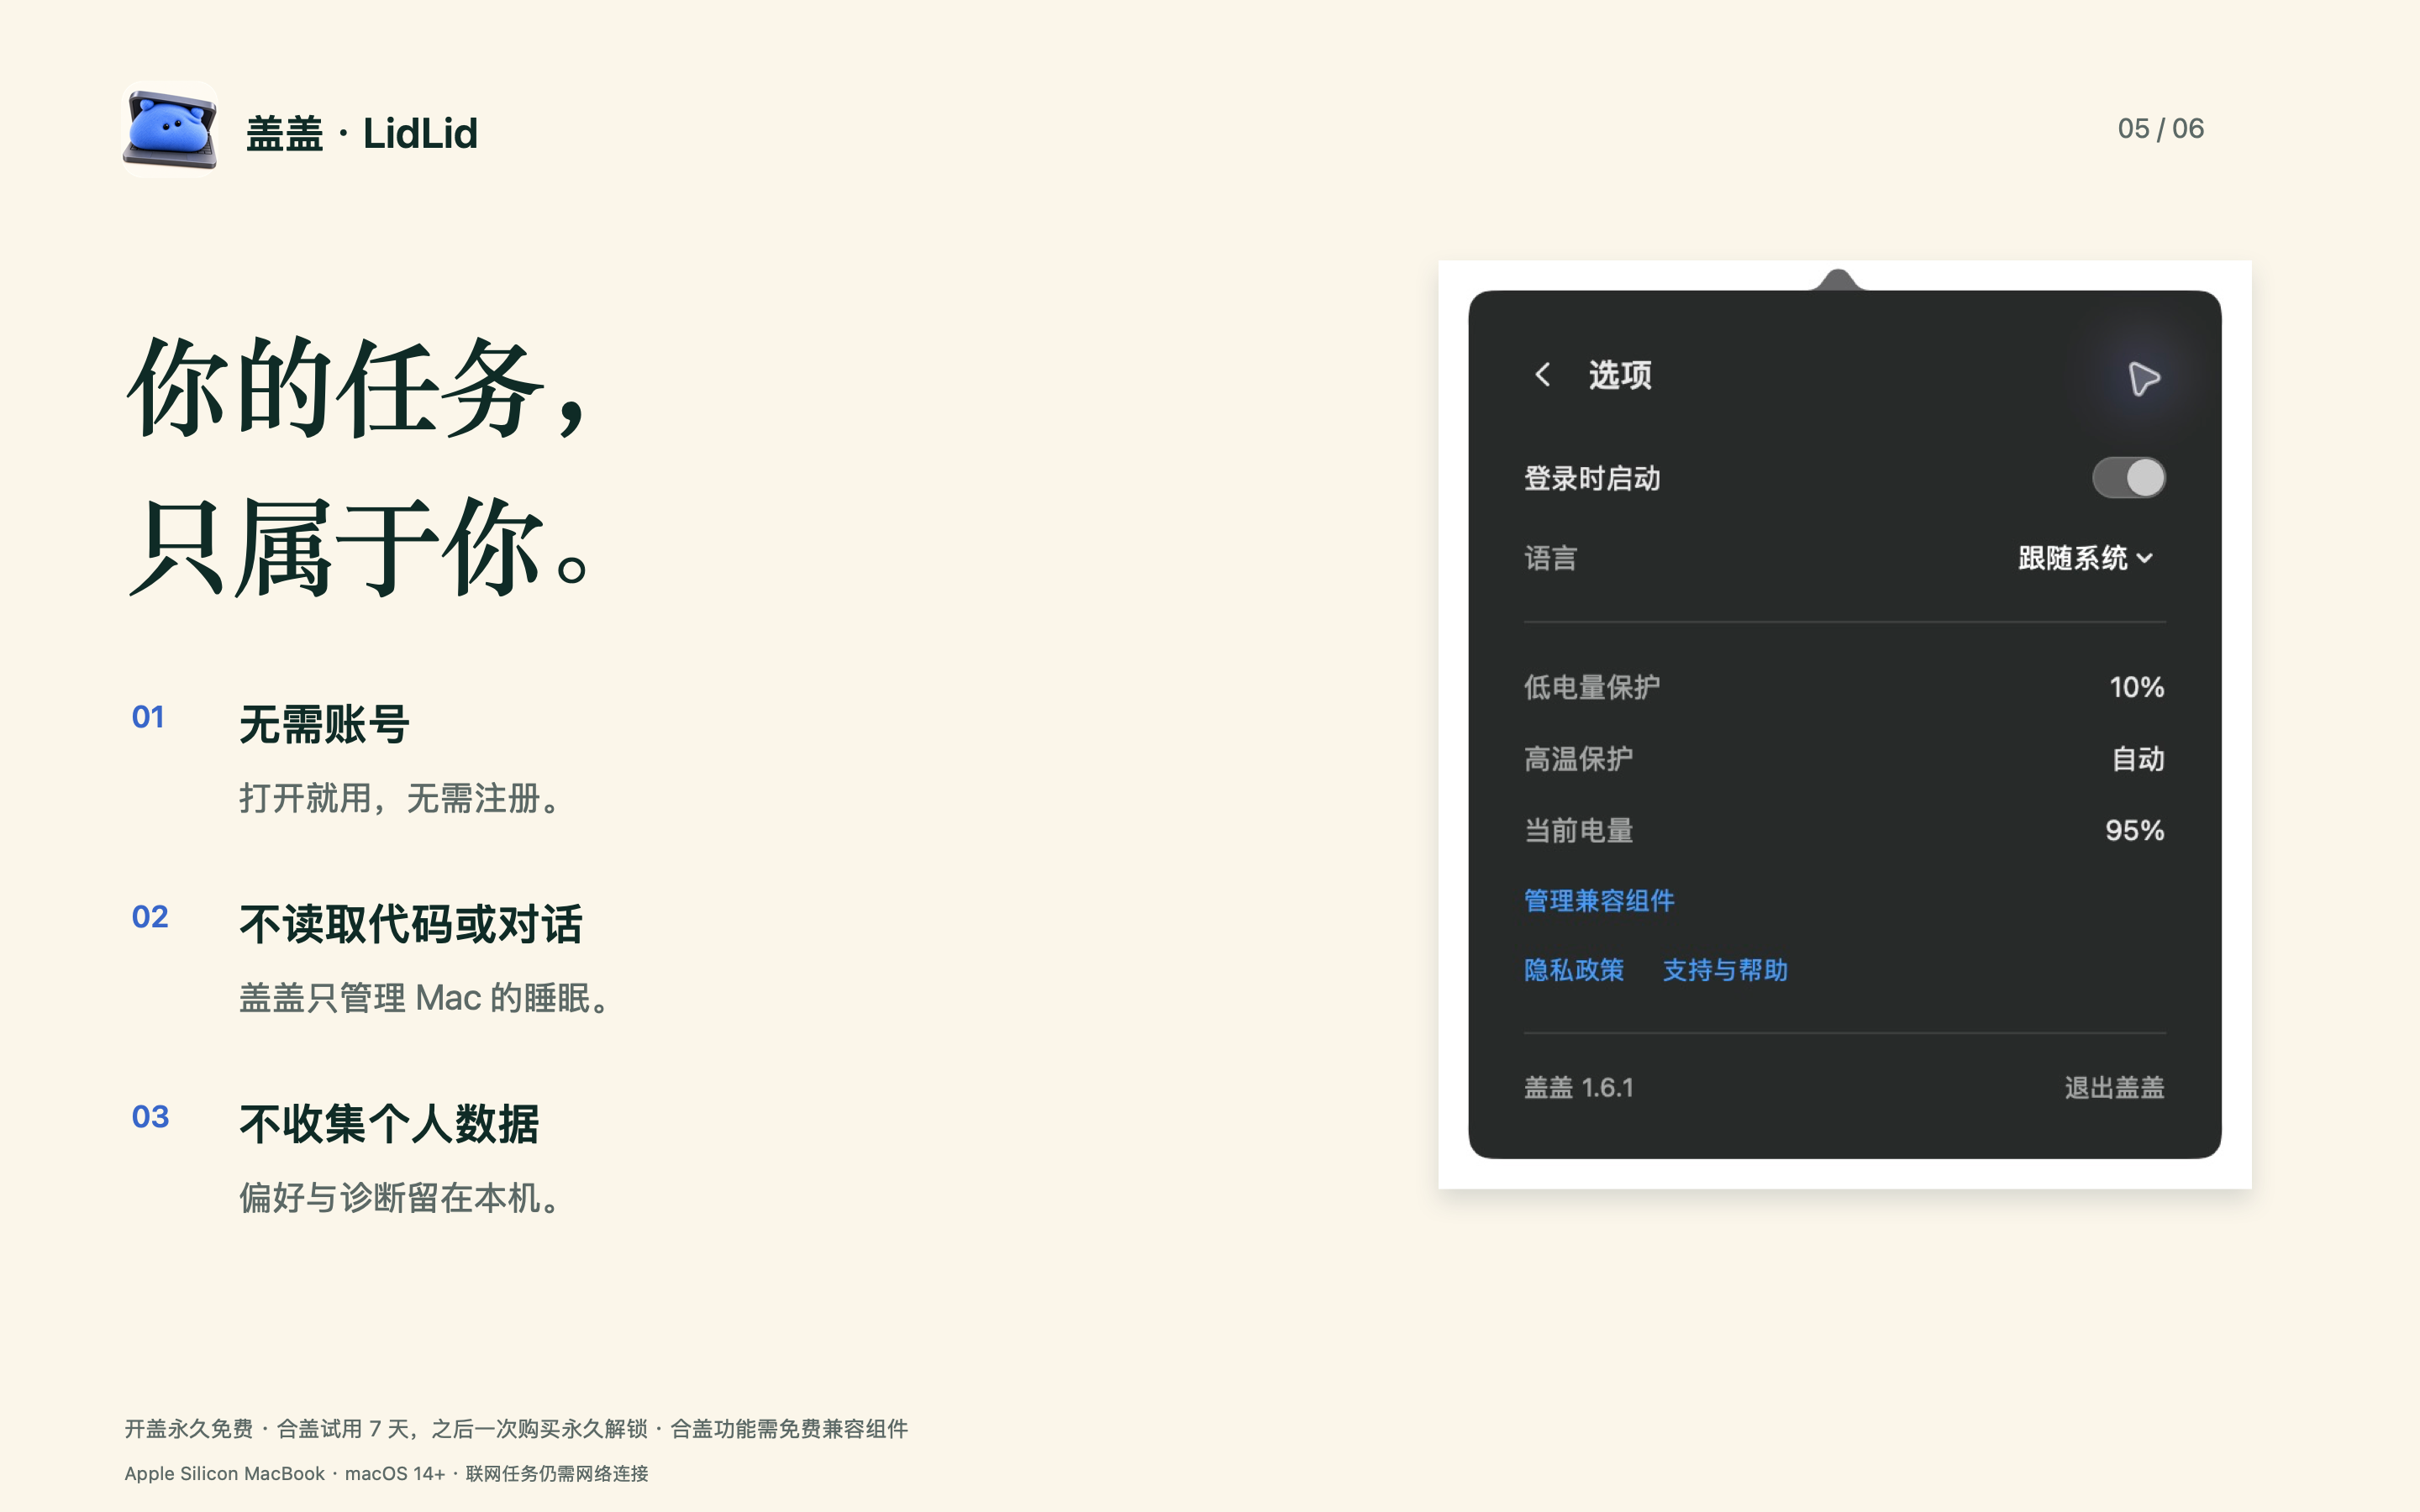 盖盖 · LidLid
05 / 06
你的任务，
只属于你。
01 无需账号
打开就用，无需注册。
02 不读取代码或对话
盖盖只管理 Mac 的睡眠。
03 不收集个人数据
偏好与诊断留在本机。
选项
登录时启动
语言 跟随系统
低电量保护 10%
高温保护 自动
当前电量 95%
管理兼容组件
隐私政策 支持与帮助
盖盖 1.6.1 退出盖盖
开盖永久免费 · 合盖试用 7 天，之后一次购买永久解锁 · 合盖功能需免费兼容组件
Apple Silicon MacBook · macOS 14+ · 联网任务仍需网络连接